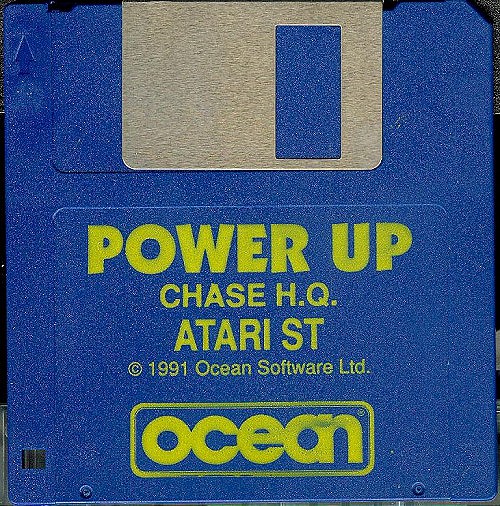 POWER UP
CHASE H.Q.
ATARI ST
© 1991 Ocean Software Ltd.
ocean®